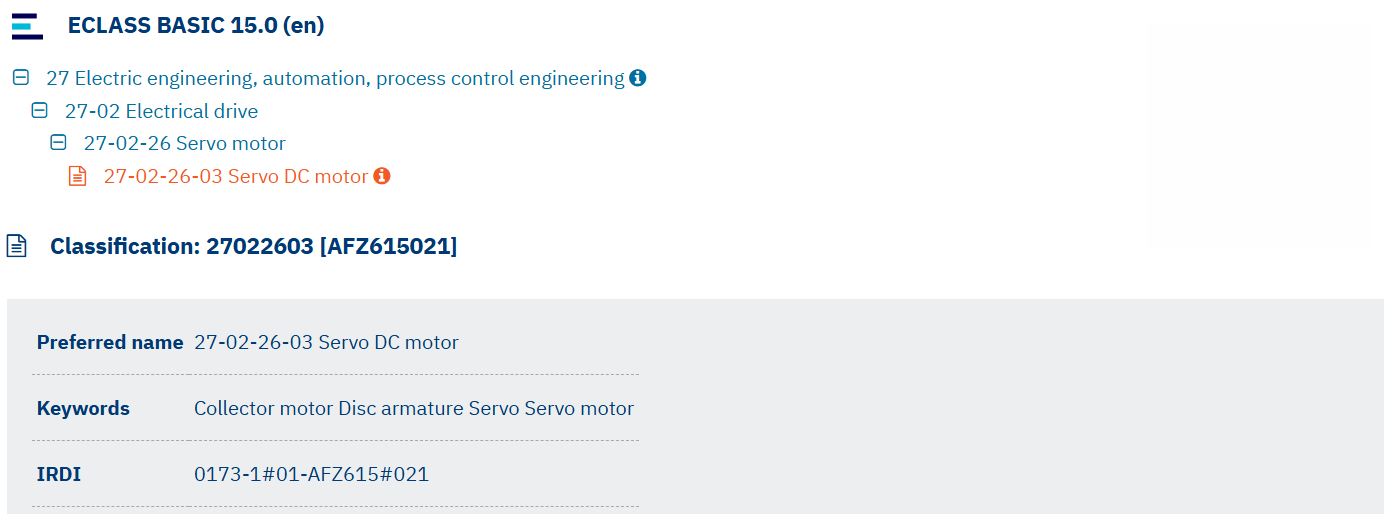 ECLASS BASIC 15.0 (en)
27 Electric engineering, automation, process control engineering
27-02 Electrical drive
27-02-26 Servo motor
27-02-26-03 Servo DC motor
Classification: 27022603 [AFZ615021]
Preferred name 27-02-26-03 Servo DC motor
Keywords Collector motor Disc armature Servo Servo motor
IRDI 0173-1#01-AFZ615#021